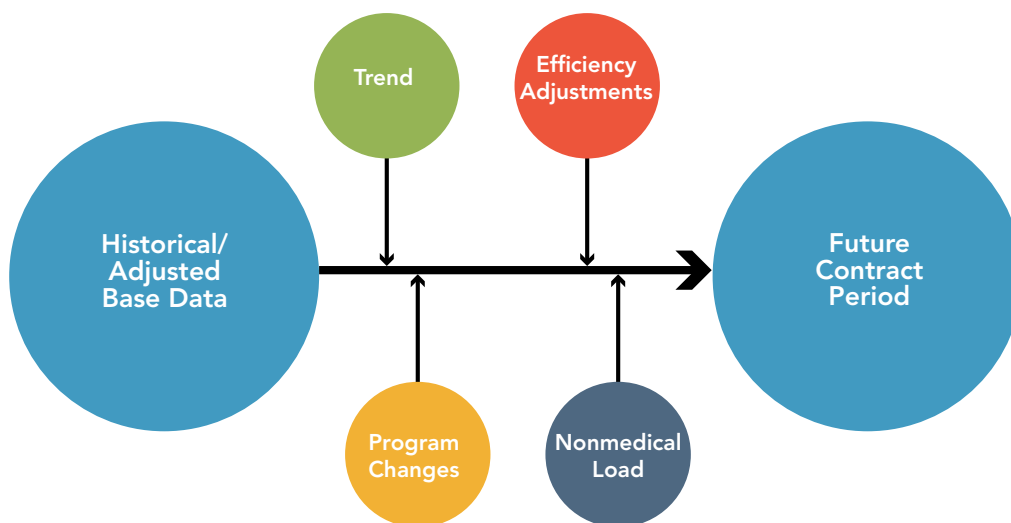 Trend
Efficiency
Adjustments
Historical/
Adjusted
Base Data
Future
Contract
Period
Program
Changes
Nonmedical
Load